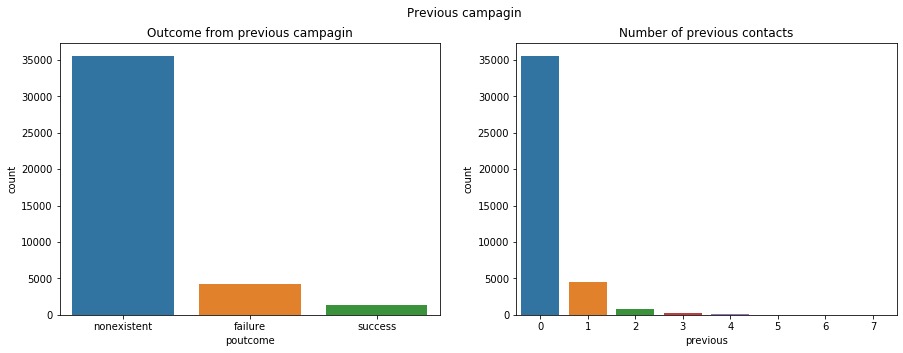 Previous campagin
Outcome from previous campagin
35000
30000
25000
20000
15000
10000
5000
0
count
nonexistent failure success
poutcome
Number of previous contacts
35000
30000
25000
20000
15000
10000
5000
0
count
0 1 2 3 4 5 6 7
previous